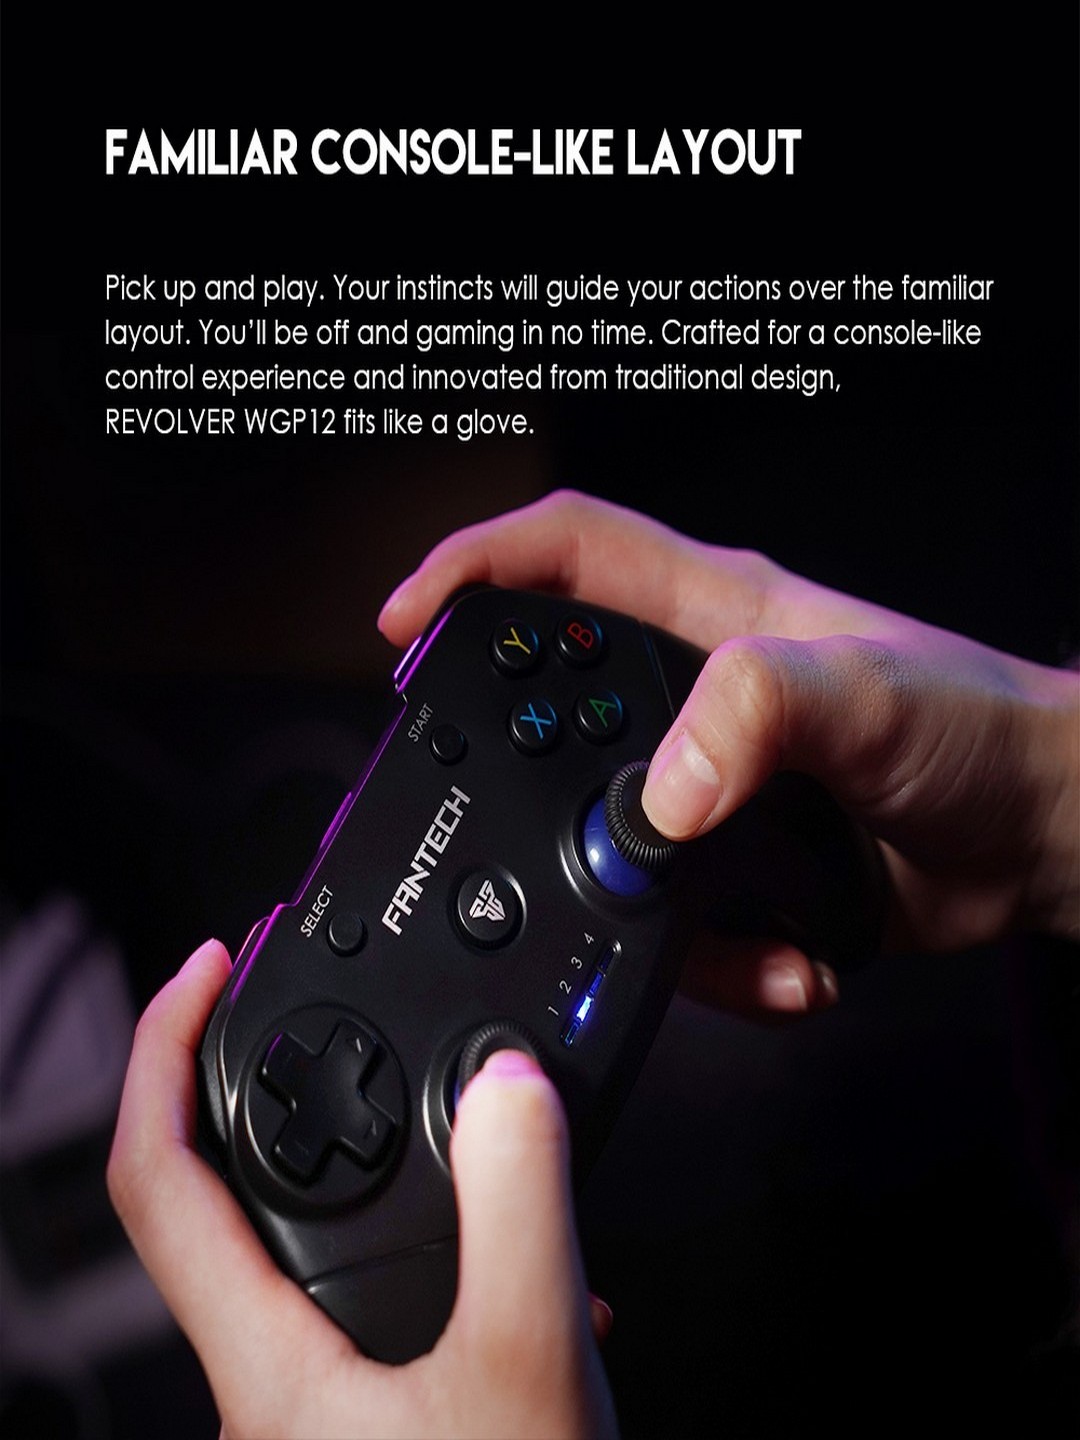 FAMILIAR CONSOLE-LIKE LAYOUT
Pick up and play. Your instincts will guide your actions over the familiar
layout. You’ll be off and gaming in no time. Crafted for a console-like
control experience and innovated from traditional design,
REVOLVER WGP12 fits like a glove.
Y
B
X
A
START
FANTECH
SELECT
1 2 3 4